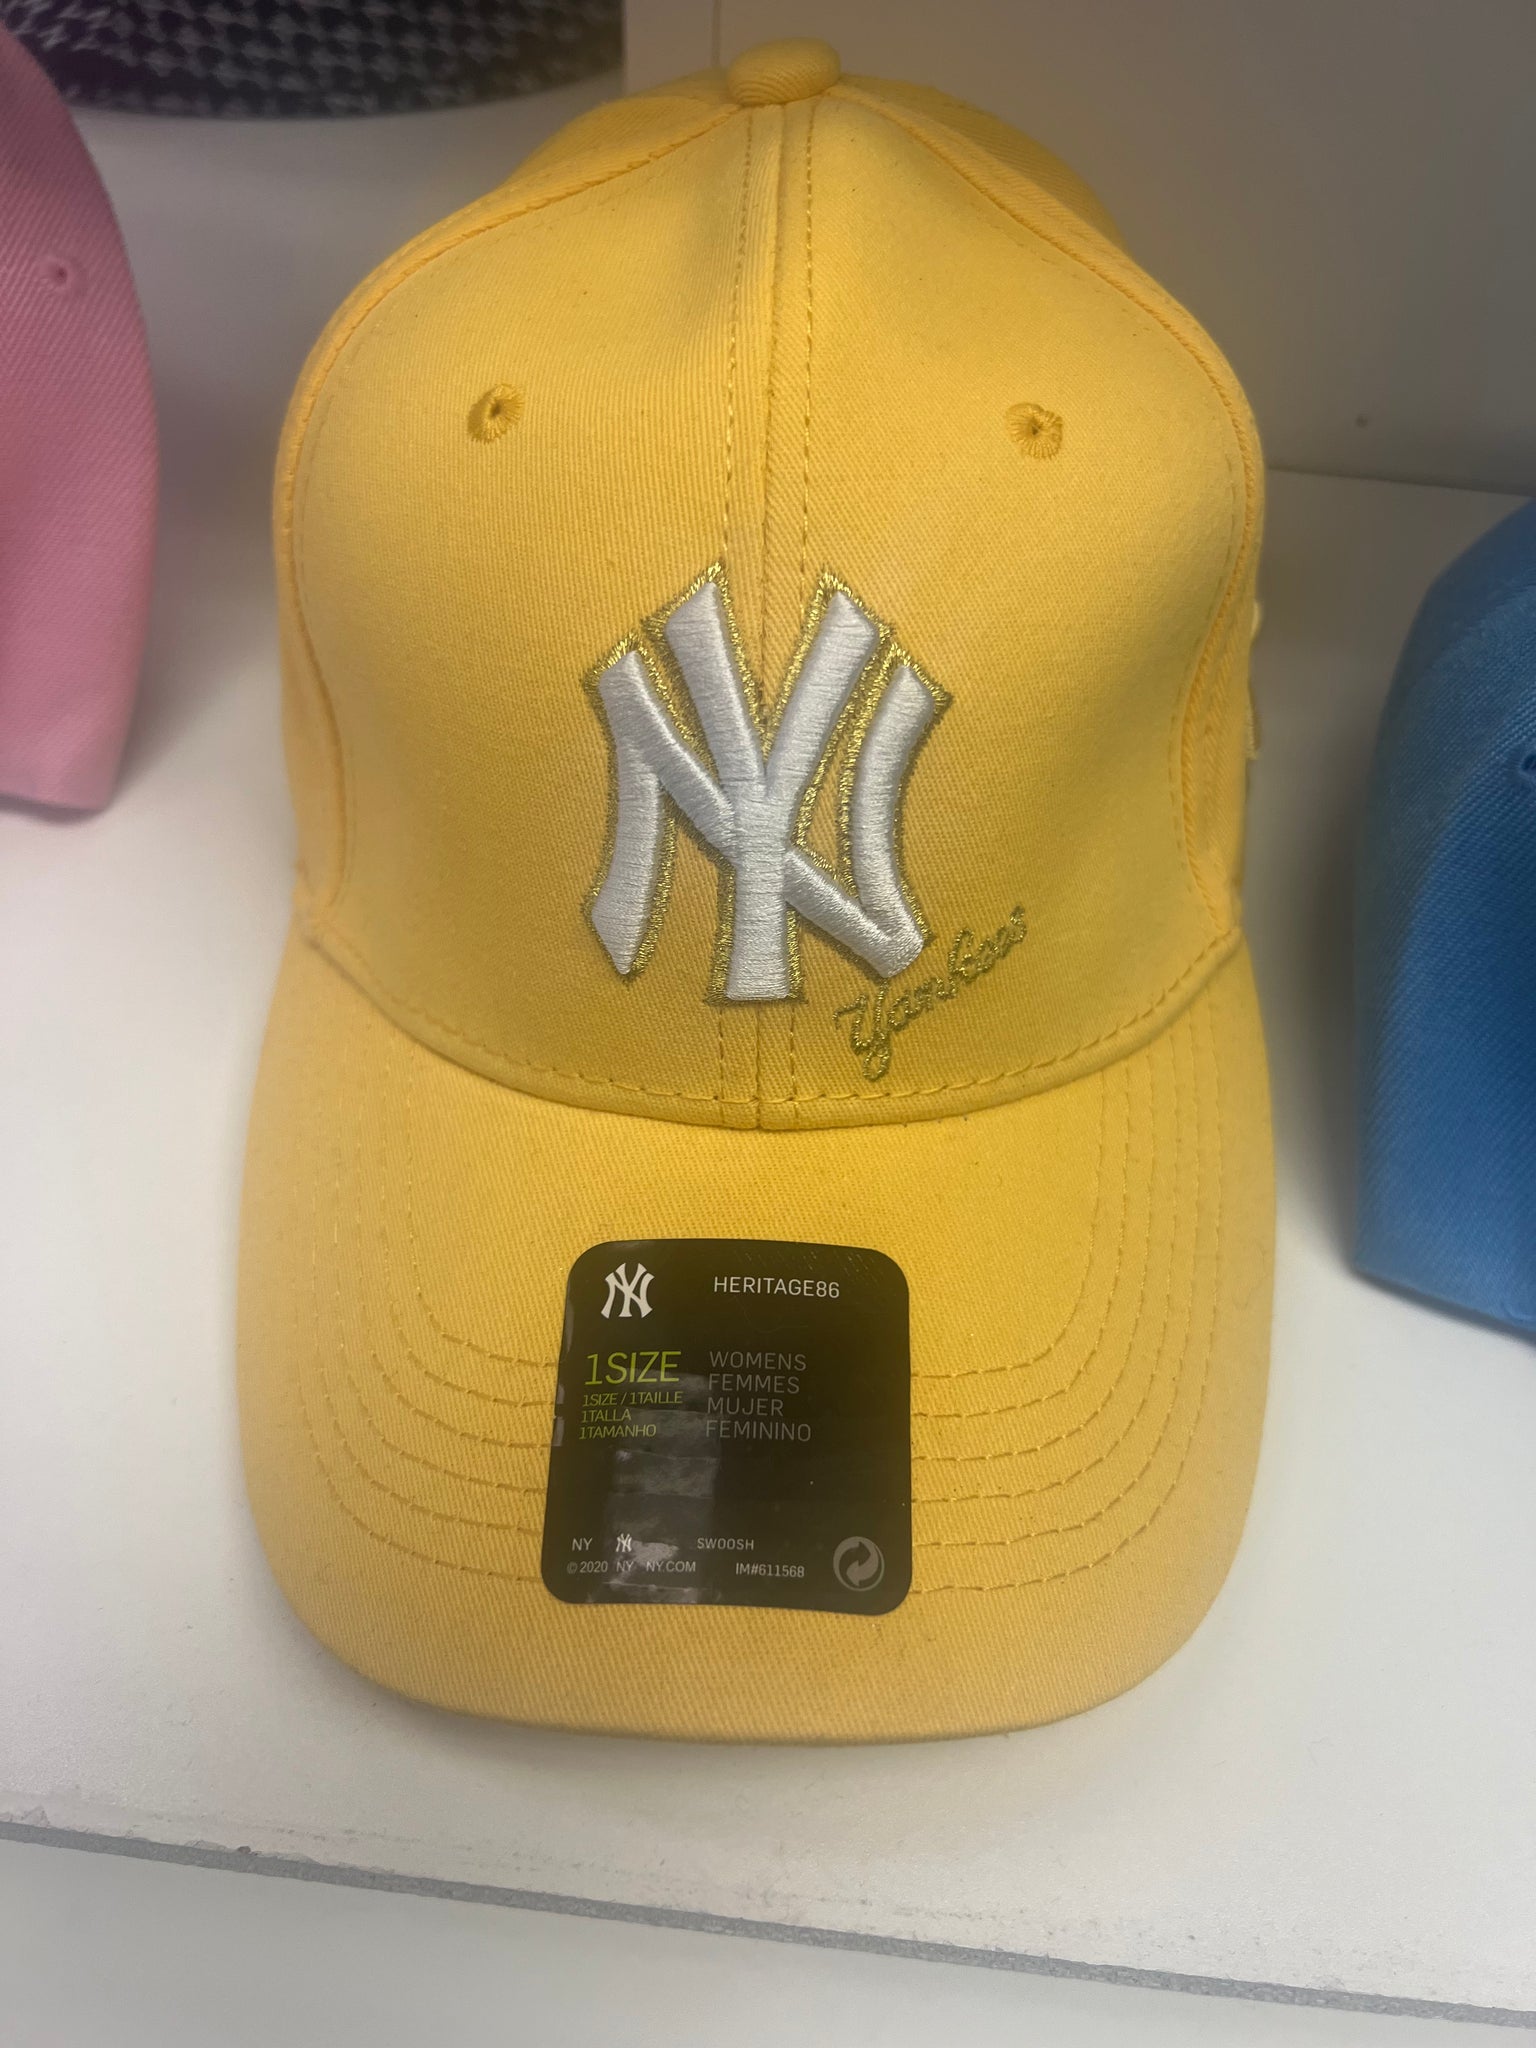 NY
Yankees
NY HERITAGE86
1SIZE WOMENS
1SIZE / 1TAILLE FEMMES
1TALLA MUJER
1TAMANHO FEMININO
NY NY SWOOSH
© 2020 NY NY.COM IM#611568